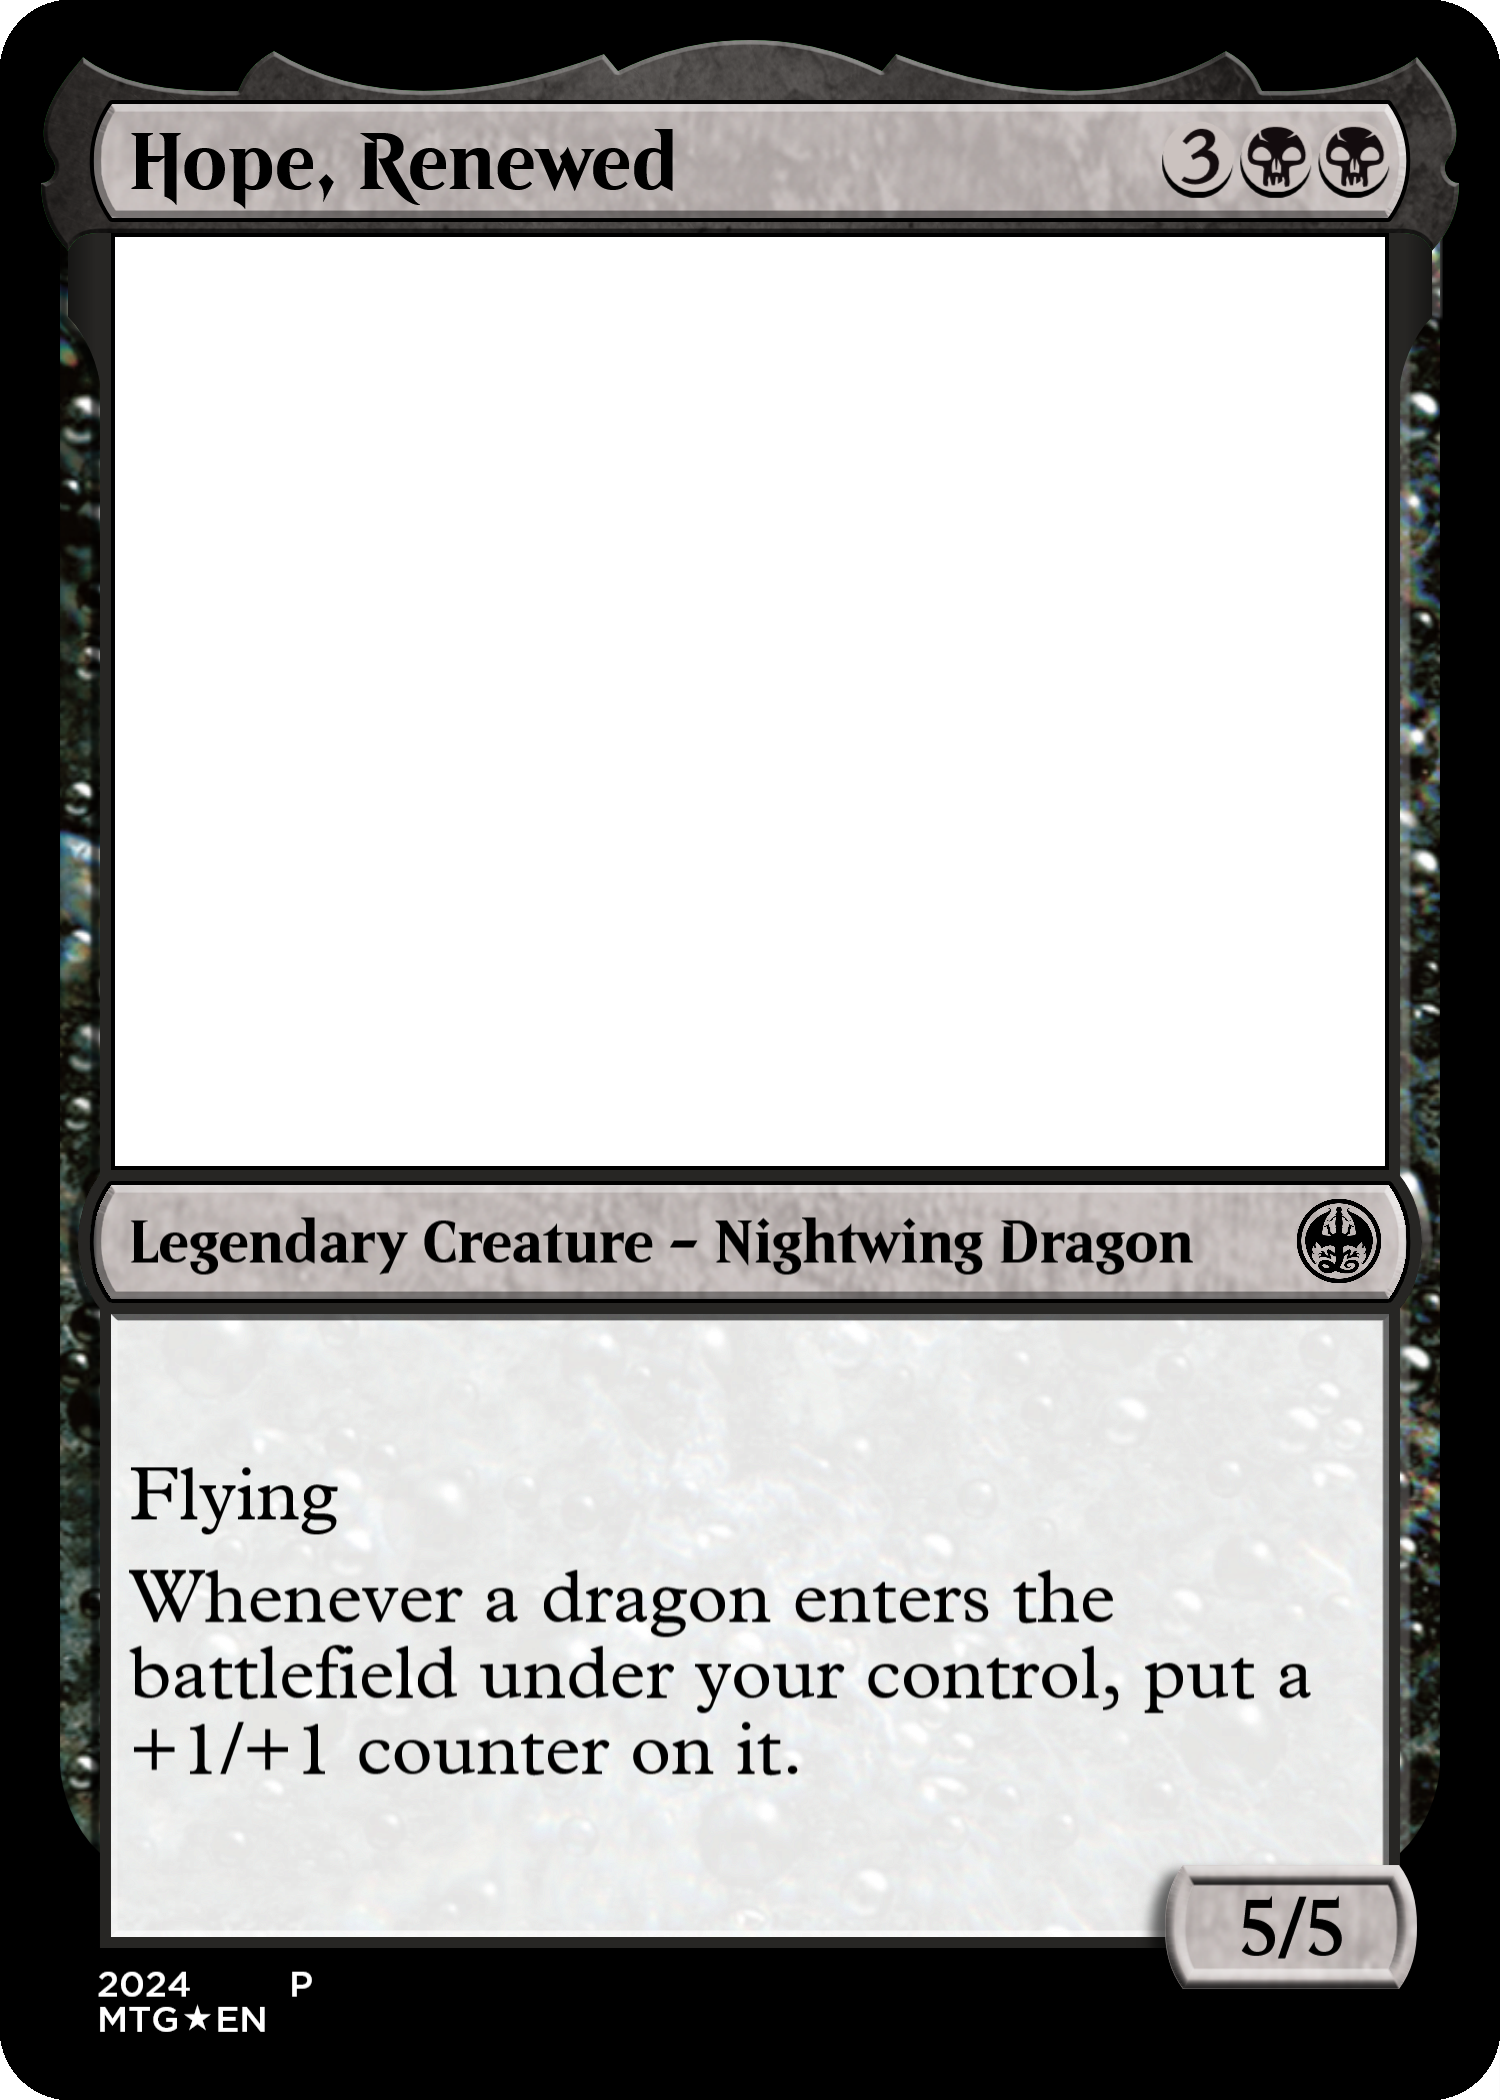 Hope, Renewed 3
Legendary Creature – Nightwing Dragon
Flying
Whenever a dragon enters the
battlefield under your control, put a
+1/+1 counter on it.
5/5
2024 P
MTG★EN